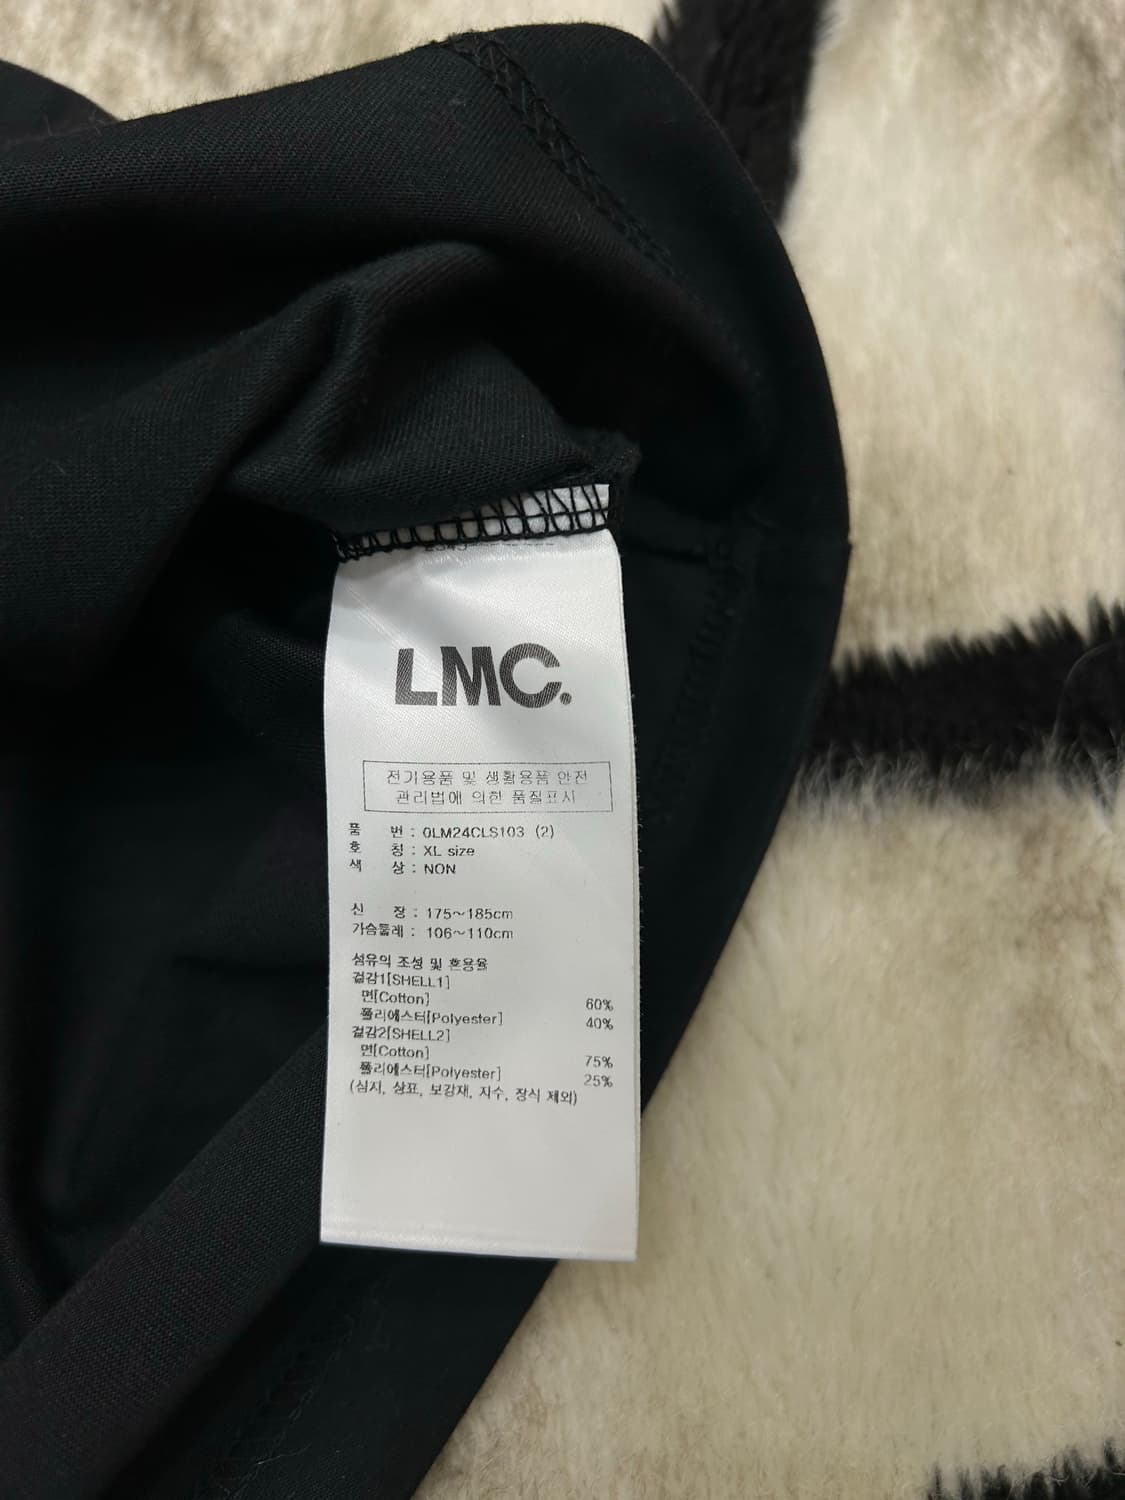 LMC.
전기용품 및 생활용품 안전
관리법에 의한 품질표시
품 번 : 0LM24CLS103 (2)
호 칭 : XL size
색 상 : NON
신 장 : 175~185cm
가슴둘레 : 106~110cm
섬유의 조성 및 혼용율
겉감1[SHELL1]
면[Cotton] 60%
폴리에스터[Polyester] 40%
겉감2[SHELL2]
면[Cotton] 75%
폴리에스터[Polyester] 25%
(심지, 상표, 보강재, 자수, 장식 제외)